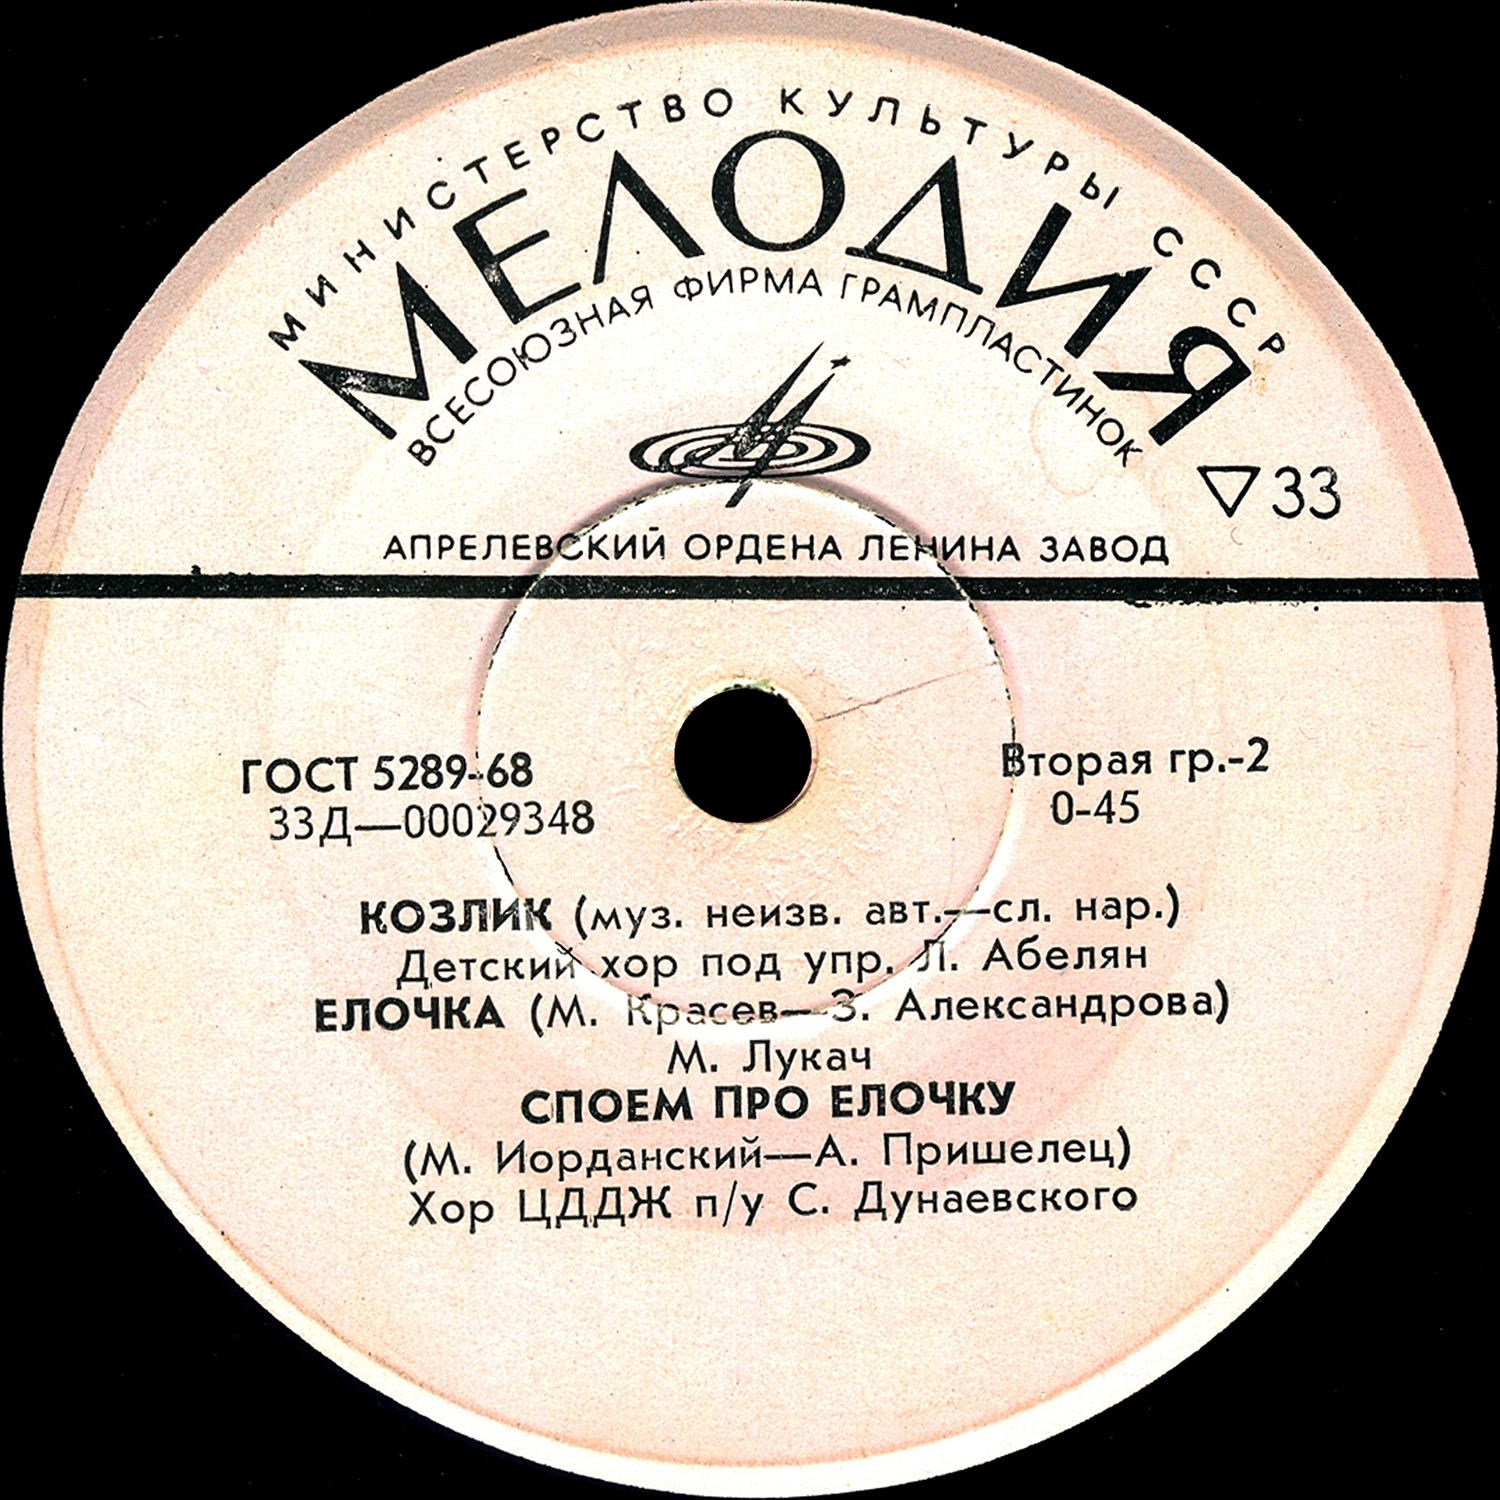 МИНИСТЕРСТВО КУЛЬТУРЫ СССР
МЕЛОДИЯ
ВСЕСОЮЗНАЯ ФИРМА ГРАМПЛАСТИНОК
33
АПРЕЛЕВСКИЙ ОРДЕНА ЛЕНИНА ЗАВОД
ГОСТ 5289-68
Вторая гр.-2
33Д—00029348
0-45
КОЗЛИК (муз. неизв. авт.—сл. нар.)
Детский хор под упр. Л. Абелян
ЕЛОЧКА (М. Красев—З. Александрова)
М. Лукач
СПОЕМ ПРО ЕЛОЧКУ
(М. Иорданский—А. Пришелец)
Хор ЦДДЖ п/у С. Дунаевского